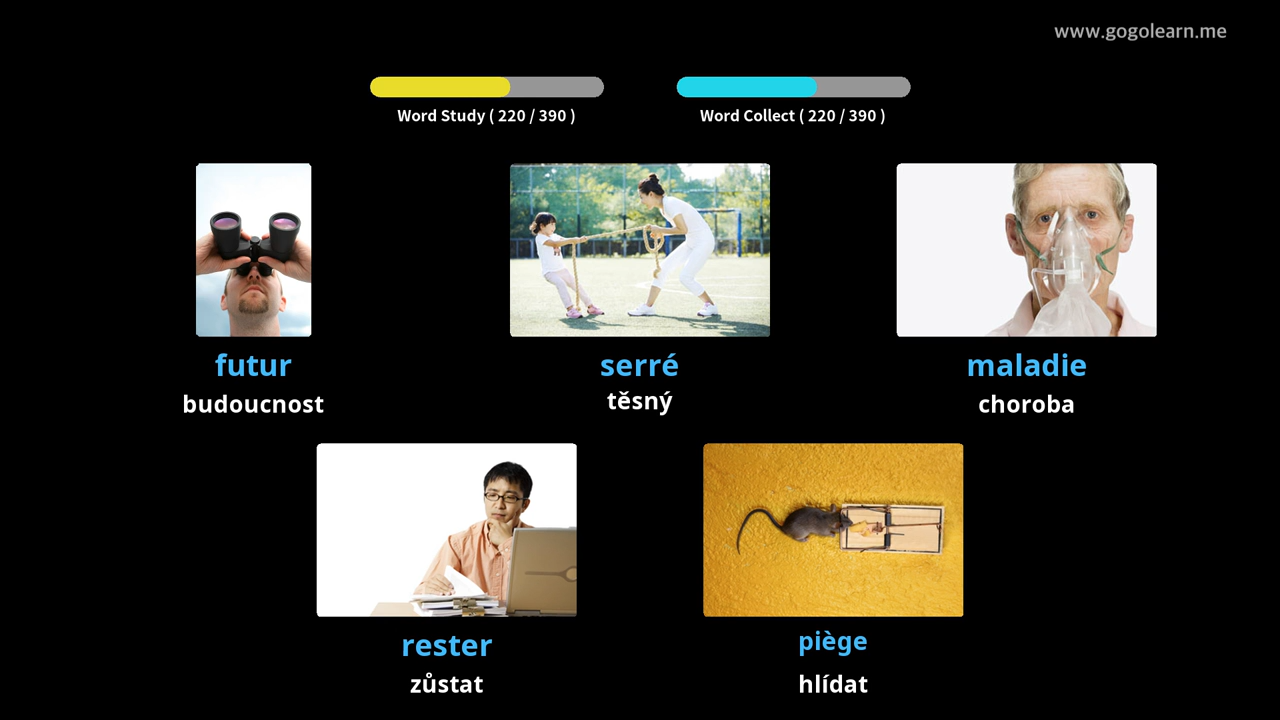 www.gogolearn.me
Word Study ( 220 / 390 )
Word Collect ( 220 / 390 )
futur
budoucnost
serré
těsný
maladie
choroba
rester
zůstat
piège
hlídat